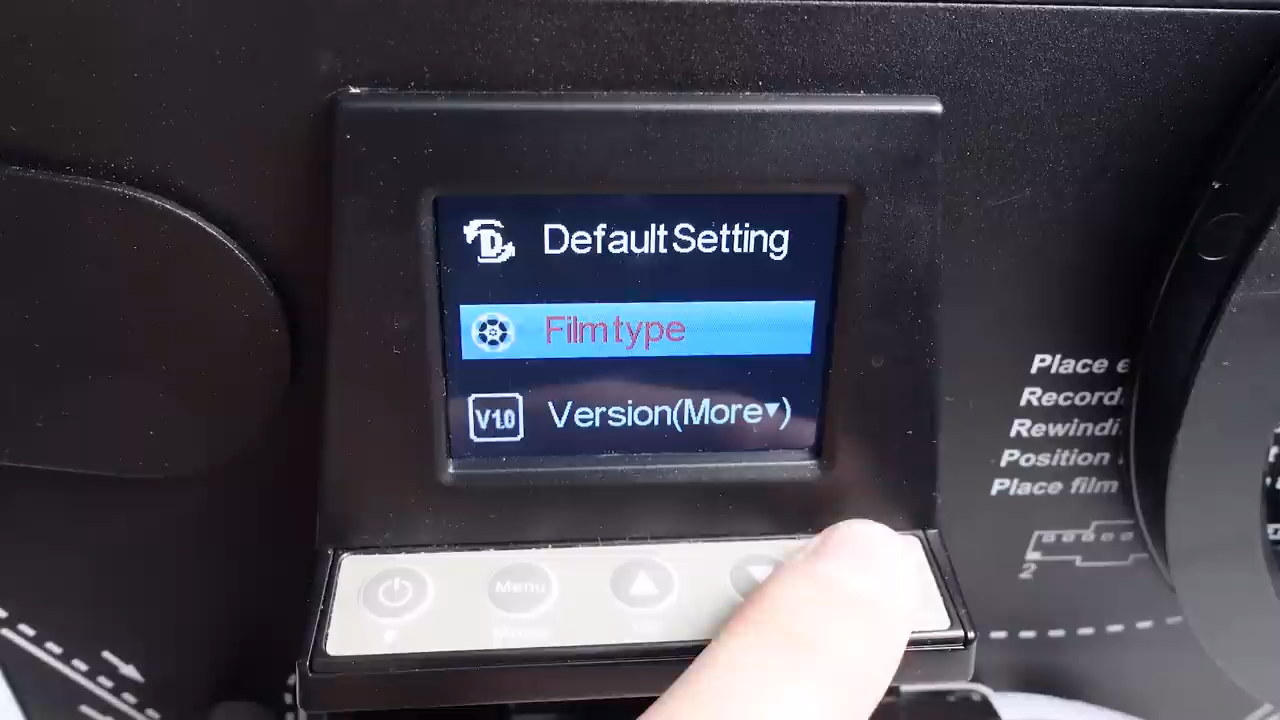 Default Setting
Film type
V1.0 Version(More▼)
Place
Record
Rewindi
Position
Place film
2
Menu